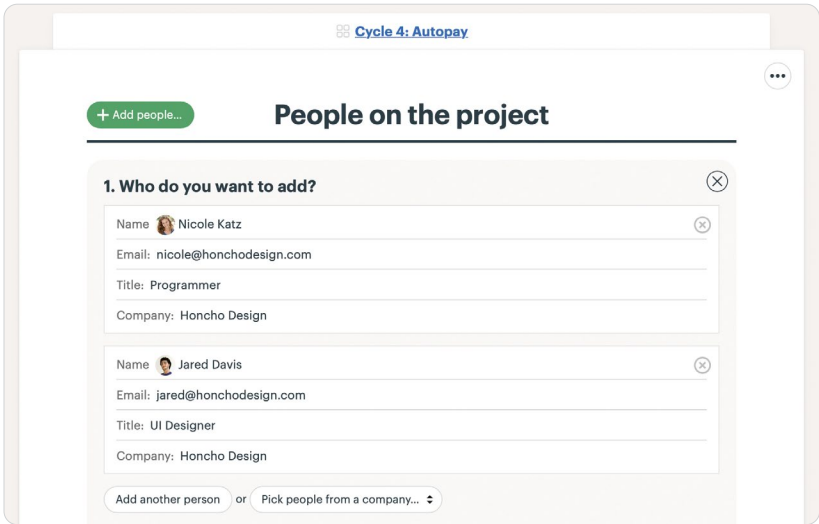 Cycle 4: Autopay
+ Add people...
People on the project
1. Who do you want to add?
Name Nicole Katz
Email: nicole@honchodesign.com
Title: Programmer
Company: Honcho Design
Name Jared Davis
Email: jared@honchodesign.com
Title: UI Designer
Company: Honcho Design
Add another person or Pick people from a company...